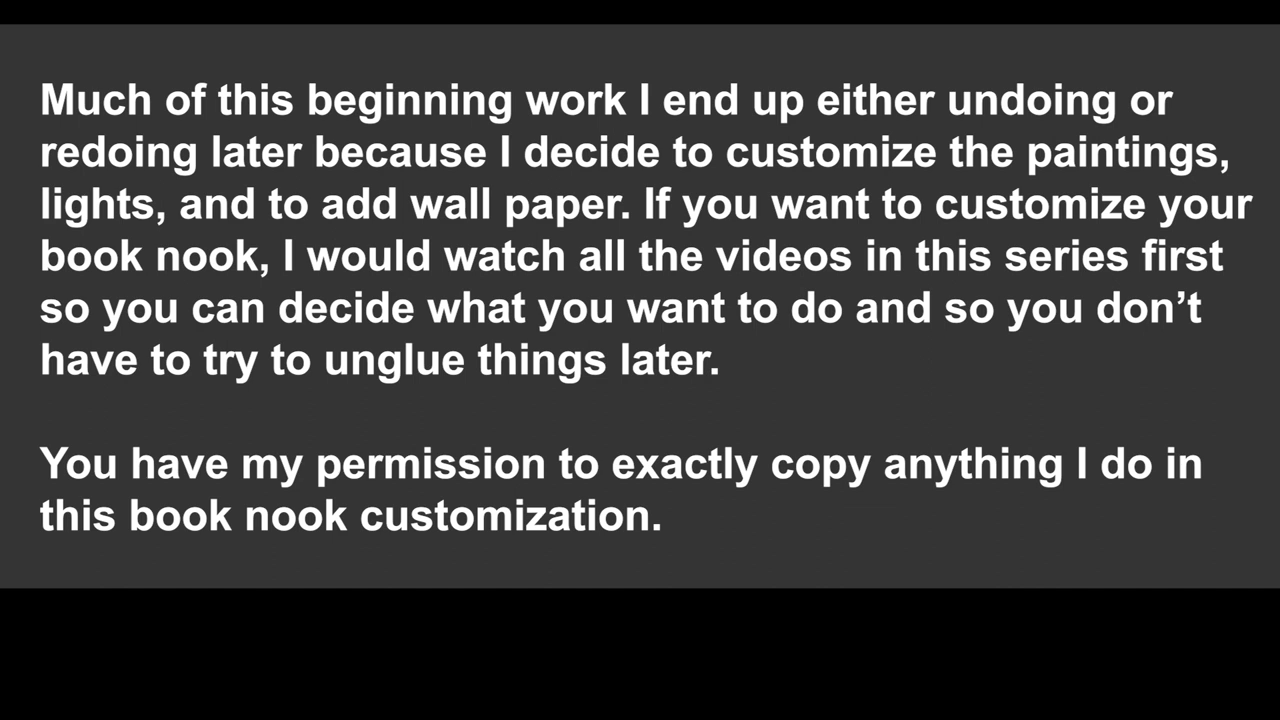 Much of this beginning work I end up either undoing or
redoing later because I decide to customize the paintings,
lights, and to add wall paper. If you want to customize your
book nook, I would watch all the videos in this series first
so you can decide what you want to do and so you don’t
have to try to unglue things later.
You have my permission to exactly copy anything I do in
this book nook customization.